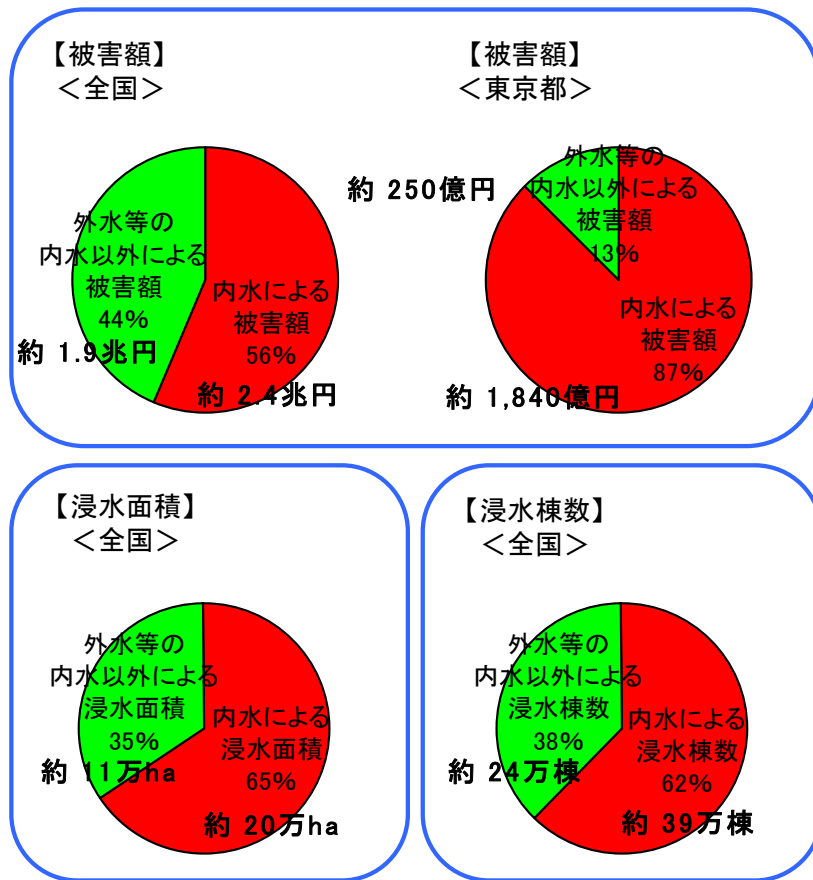 【被害額】
＜全国＞
外水等の
内水以外による
被害額
44%
約 1.9兆円
内水による
被害額
56%
約 2.4兆円
【被害額】
＜東京都＞
約 250億円
外水等の
内水以外による
被害額
13%
内水による
被害額
87%
約 1,840億円
【浸水面積】
＜全国＞
外水等の
内水以外による
浸水面積
35%
約 11万ha
内水による
浸水面積
65%
約 20万ha
【浸水棟数】
＜全国＞
外水等の
内水以外による
浸水棟数
38%
約 24万棟
内水による
浸水棟数
62%
約 39万棟